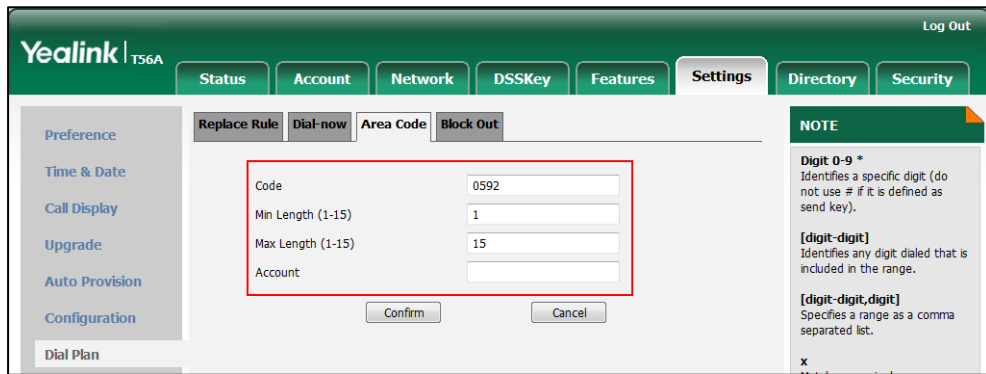 Log Out
Yealink | T56A
Status Account Network DSSKey Features Settings Directory Security
Preference
Time & Date
Call Display
Upgrade
Auto Provision
Configuration
Dial Plan
Replace Rule Dial-now Area Code Block Out
Code 0592
Min Length (1-15) 1
Max Length (1-15) 15
Account
Confirm Cancel
NOTE
Digit 0-9 *
Identifies a specific digit (do
not use # if it is defined as
send key).
[digit-digit]
Identifies any digit dialed that is
included in the range.
[digit-digit,digit]
Specifies a range as a comma
separated list.
x